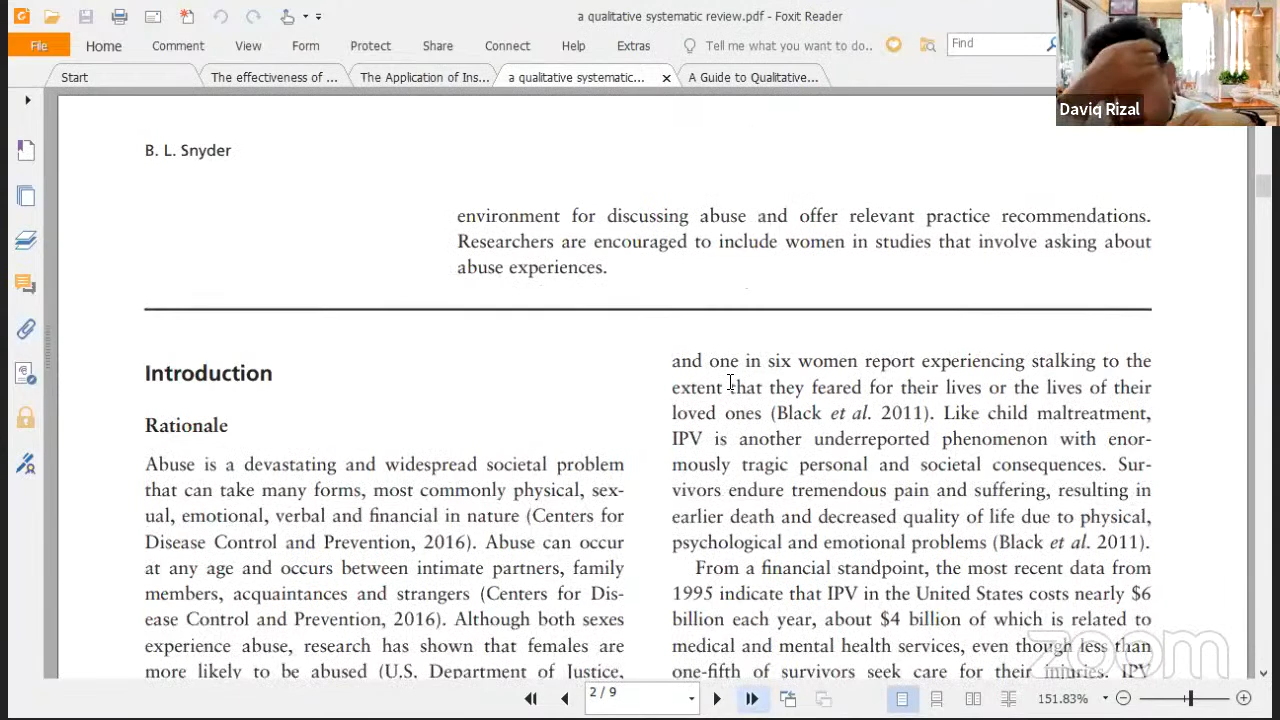 a qualitative systematic review.pdf - Foxit Reader
File Home Comment View Form Protect Share Connect Help Extras Tell me what you want to do.. Find
Start The effectiveness of ... The Application of Ins... a qualitative systematic... A Guide to Qualitative...
Daviq Rizal
B. L. Snyder
environment for discussing abuse and offer relevant practice recommendations.
Researchers are encouraged to include women in studies that involve asking about
abuse experiences.
Introduction
Rationale
Abuse is a devastating and widespread societal problem
that can take many forms, most commonly physical, sex-
ual, emotional, verbal and financial in nature (Centers for
Disease Control and Prevention, 2016). Abuse can occur
at any age and occurs between intimate partners, family
members, acquaintances and strangers (Centers for Dis-
ease Control and Prevention, 2016). Although both sexes
experience abuse, research has shown that females are
more likely to be abused (U.S. Department of Justice,
and one in six women report experiencing stalking to the
extent that they feared for their lives or the lives of their
loved ones (Black et al. 2011). Like child maltreatment,
IPV is another underreported phenomenon with enor-
mously tragic personal and societal consequences. Sur-
vivors endure tremendous pain and suffering, resulting in
earlier death and decreased quality of life due to physical,
psychological and emotional problems (Black et al. 2011).
From a financial standpoint, the most recent data from
1995 indicate that IPV in the United States costs nearly $6
billion each year, about $4 billion of which is related to
medical and mental health services, even though less than
one-fifth of survivors seek care for their injuries. IPV
zoom
2 / 9
151.83%